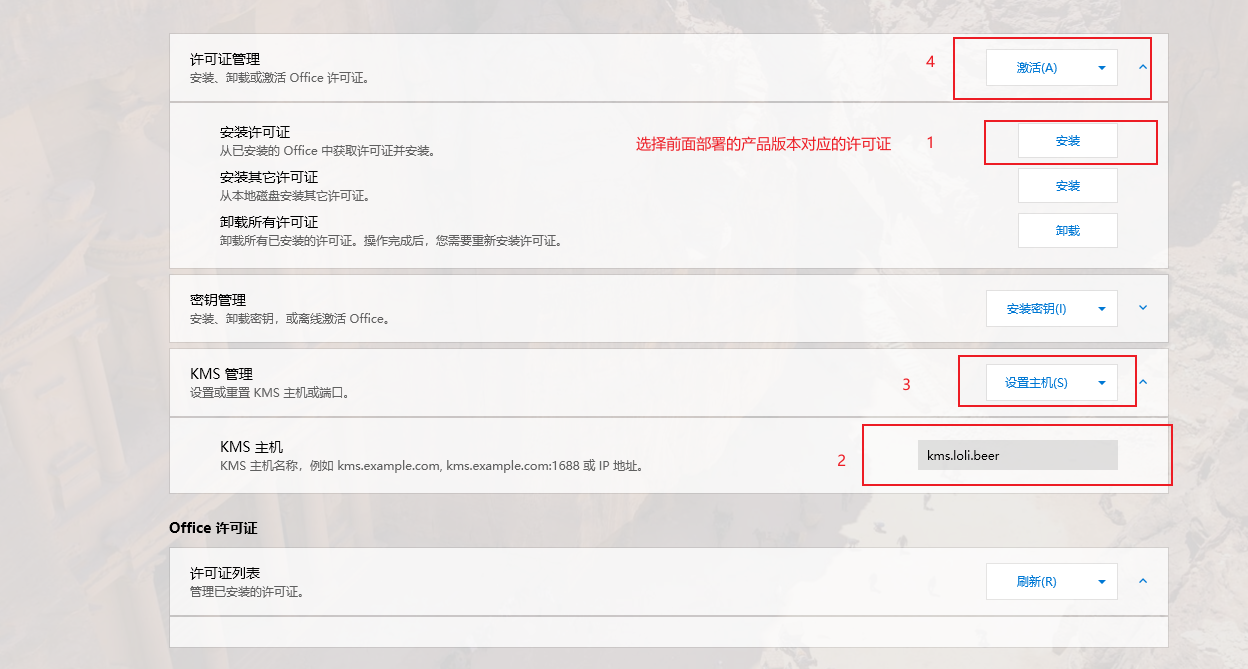 许可证管理
安装、卸载或激活 Office 许可证。
4
激活(A)
安装许可证
从已安装的 Office 中获取许可证并安装。
选择前面部署的产品版本对应的许可证
1
安装
安装其它许可证
从本地磁盘安装其它许可证。
安装
卸载所有许可证
卸载所有已安装的许可证。操作完成后，您需要重新安装许可证。
卸载
密钥管理
安装、卸载密钥，或离线激活 Office。
安装密钥(I)
KMS 管理
设置或重置 KMS 主机或端口。
3
设置主机(S)
KMS 主机
KMS 主机名称，例如 kms.example.com, kms.example.com:1688 或 IP 地址。
2
kms.loli.beer
Office 许可证
许可证列表
管理已安装的许可证。
刷新(R)